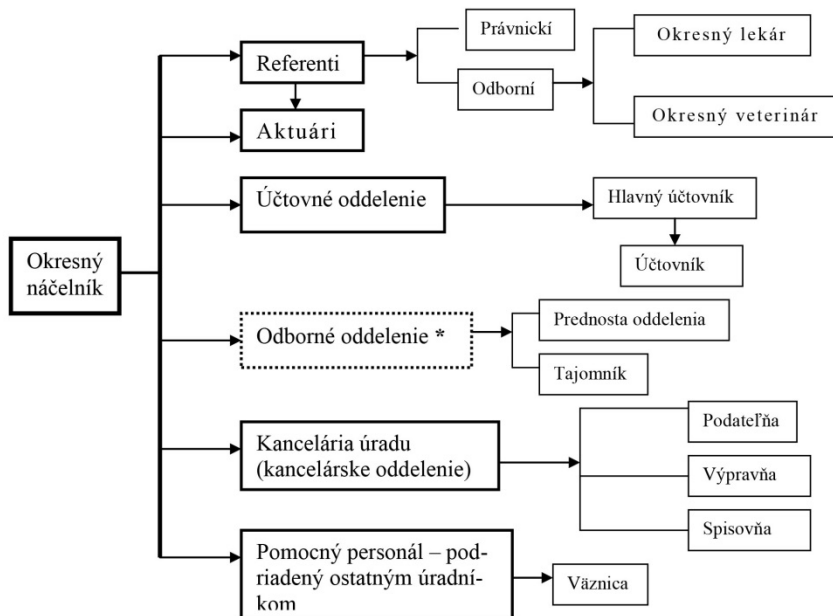 Právnickí
Referenti
Odborní
Okresný lekár
Okresný veterinár
Aktuári
Účtovné oddelenie
Hlavný účtovník
Účtovník
Okresný
náčelník
Odborné oddelenie *
Prednosta oddelenia
Tajomník
Kancelária úradu
(kancelárske oddelenie)
Podateľňa
Výpravňa
Spisovňa
Pomocný personál – pod-
riadený ostatným úradní-
kom
Väznica